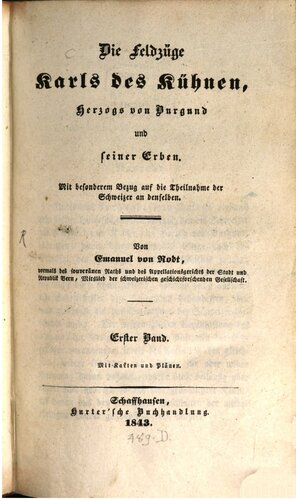 Die Feldzüge
Karls des Kühnen,
Herzogs von Burgund
und
seiner Erben.
Mit besonderem Bezug auf die Theilnahme der
Schweizer an denselben.
Von
Emanuel von Rodt,
vormals des souveränen Raths und des Appellationsgerichts der Stadt und
Republik Bern, Mitglied der schweizerischen geschichtforschenden Gesellschaft.
Erster Band.
Mit Karten und Plänen.
Schaffhausen,
Hurter'sche Buchhandlung.
1843.